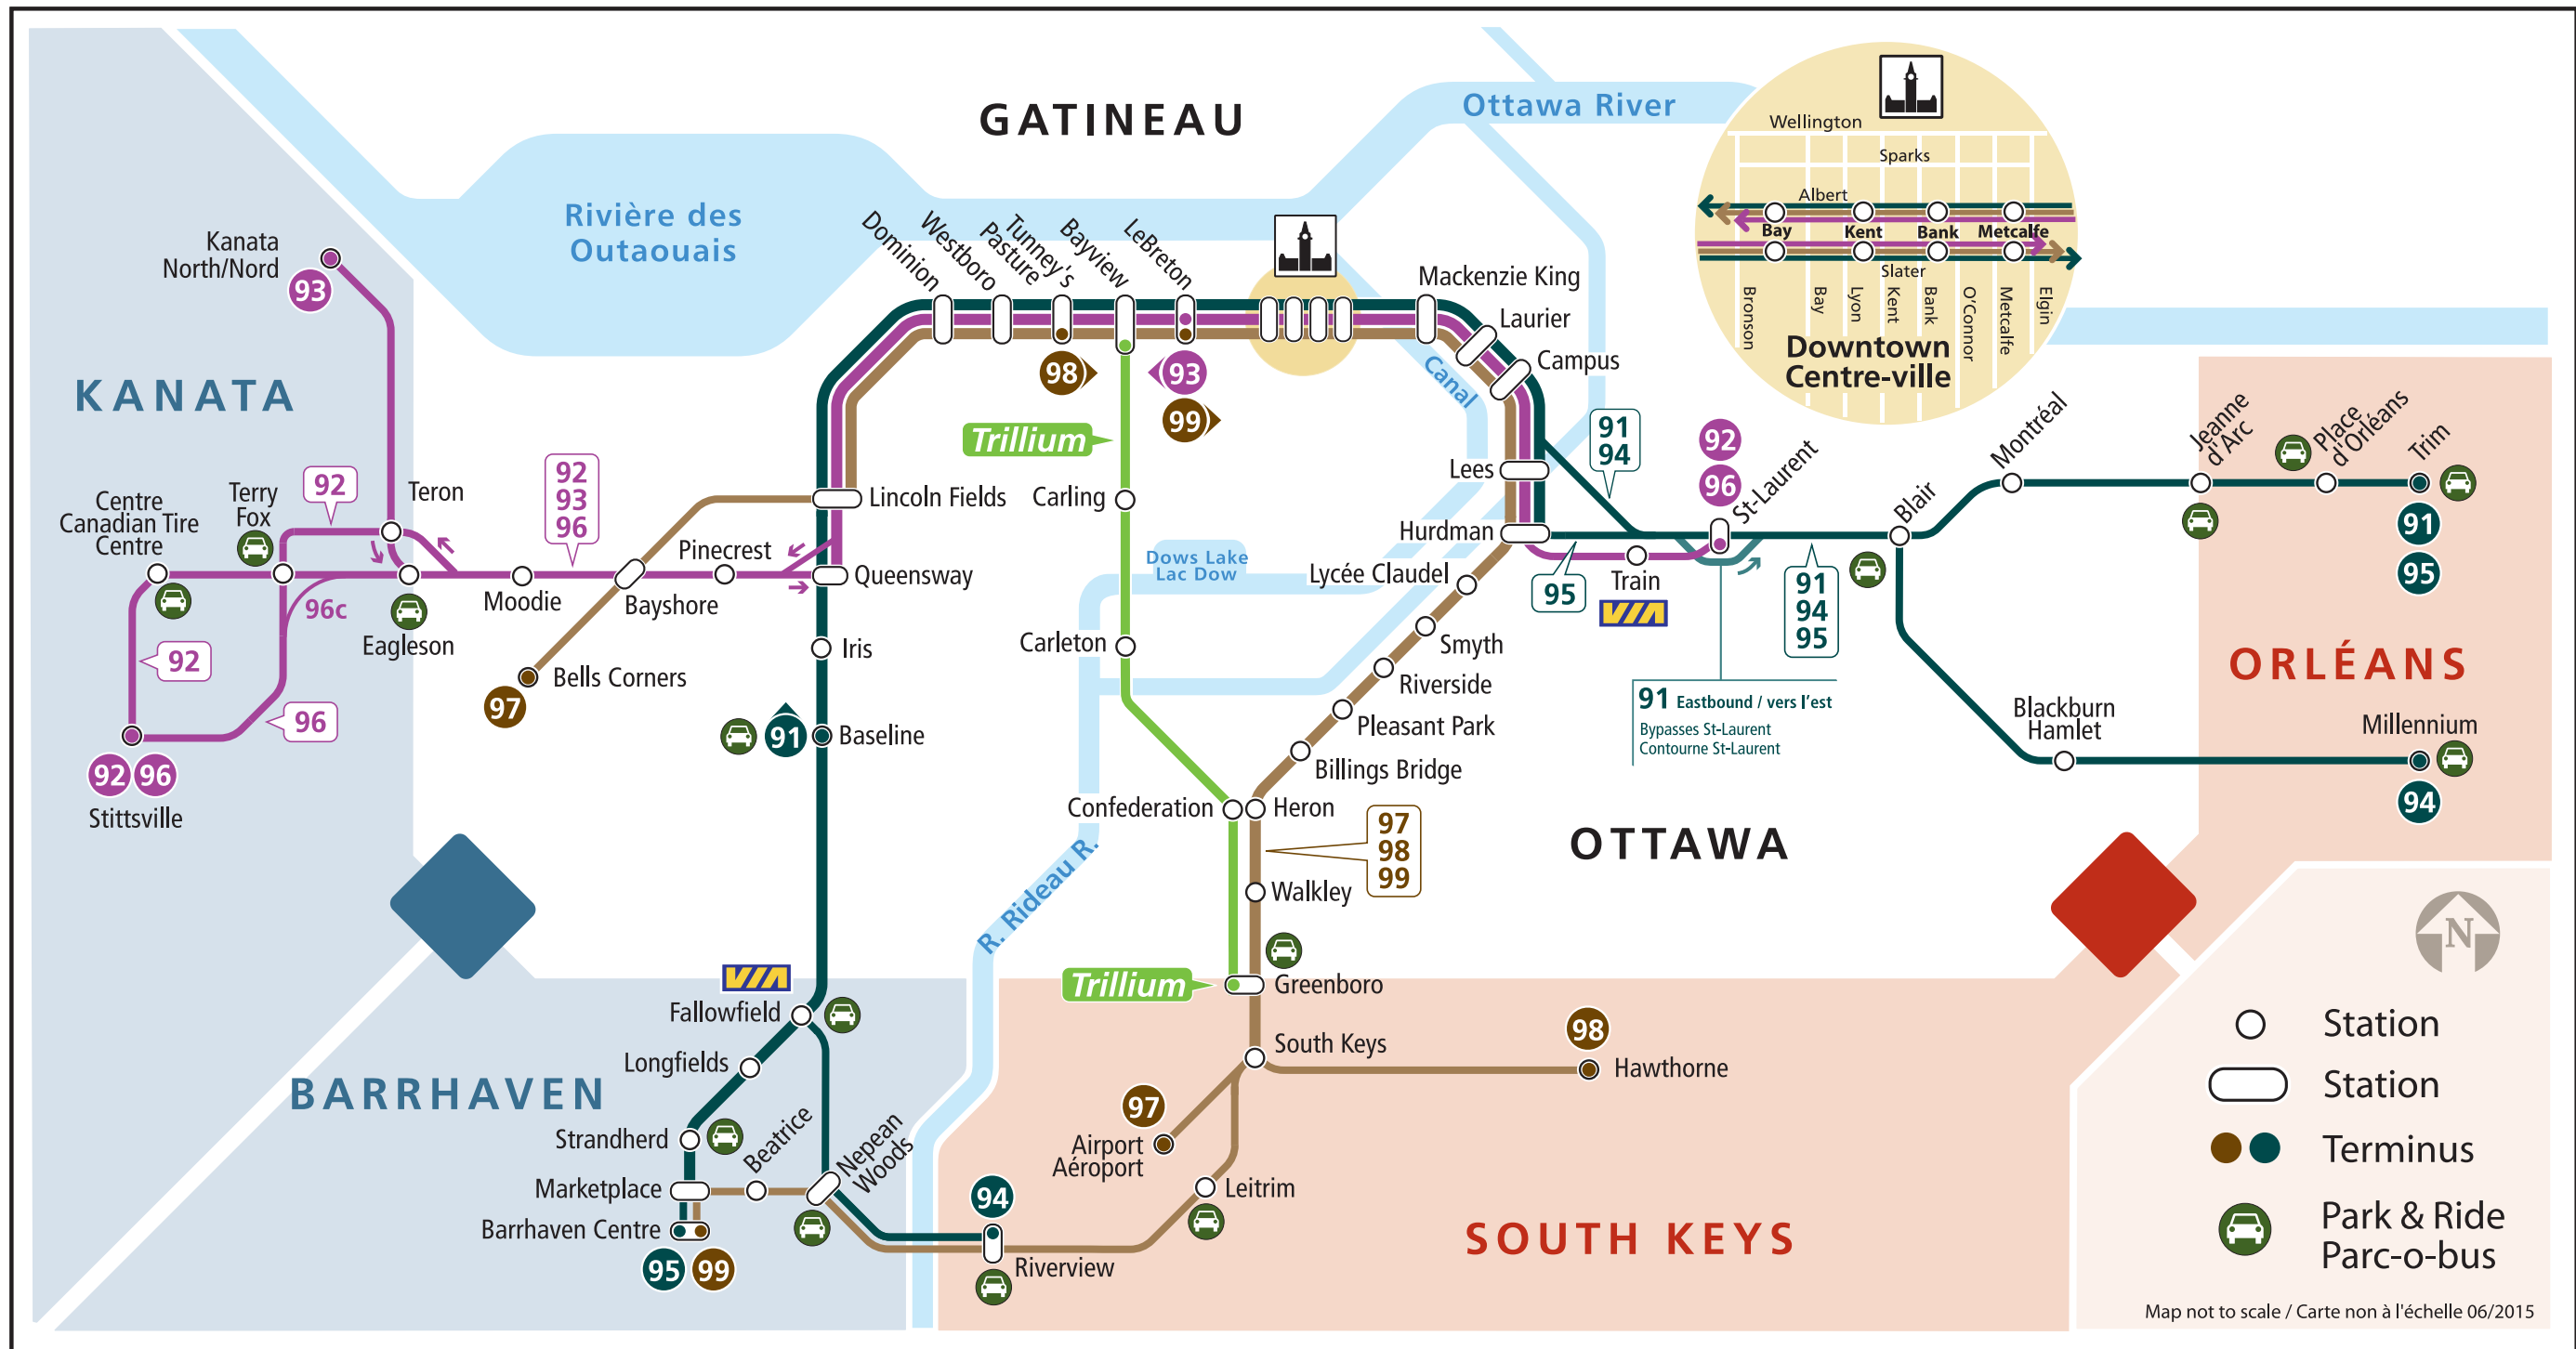 GATINEAU
Ottawa River
Rivière des
Outaouais
Wellington
Sparks
Albert
Bay
Kent
Bank
Metcalfe
Slater
Bronson
Bay
Lyon
Kent
Bank
O'Connor
Metcalfe
Elgin
Downtown
Centre-ville
KANATA
Kanata
North/Nord
93
Dominion
Westboro
Tunney's
Pasture
Bayview
LeBreton
98
93
99
Mackenzie King
Laurier
Campus
Canal
Trillium
Lees
Hurdman
91
94
92
96
St-Laurent
Blair
Montréal
Jeanne
d'Arc
Place
d'Orléans
Trim
91
95
Centre
Canadian Tire
Centre
Terry
Fox
92
Teron
92
93
96
Lincoln Fields
Pinecrest
Queensway
Carling
Dows Lake
Lac Dow
Lycée Claudel
95
Train
VIA
91
94
95
96c
Eagleson
Moodie
Bayshore
Iris
Carleton
Smyth
92
96
Bells Corners
97
Riverside
91 Eastbound / vers l'est
Bypasses St-Laurent
Contourne St-Laurent
ORLÉANS
91
Baseline
Pleasant Park
Blackburn
Hamlet
Millennium
94
92
96
Stittsville
Billings Bridge
Confederation
Heron
97
98
99
OTTAWA
R. Rideau R.
Walkley
VIA
Fallowfield
Trillium
Greenboro
N
Longfields
South Keys
98
Hawthorne
BARRHAVEN
Strandherd
Beatrice
Nepean
Woods
97
Airport
Aéroport
Marketplace
94
Leitrim
Barrhaven Centre
95
99
Riverview
SOUTH KEYS
Station
Station
Terminus
Park & Ride
Parc-o-bus
Map not to scale / Carte non à l'échelle 06/2015